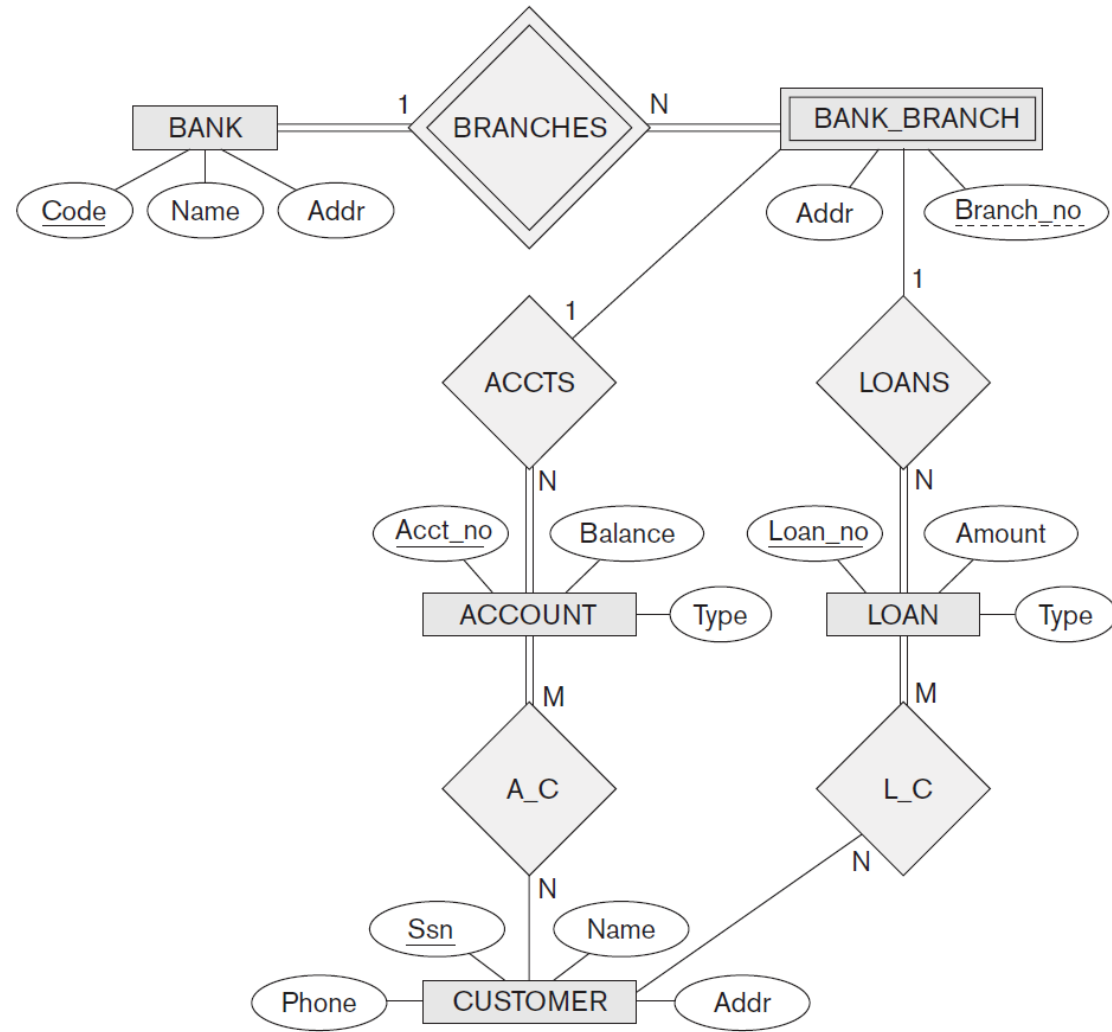 1
N
BANK
BRANCHES
BANK_BRANCH
Code
Name
Addr
Addr
Branch_no
1
1
ACCTS
LOANS
N
N
Acct_no
Balance
Loan_no
Amount
ACCOUNT
Type
LOAN
Type
M
M
A_C
L_C
N
N
Ssn
Name
Phone
CUSTOMER
Addr